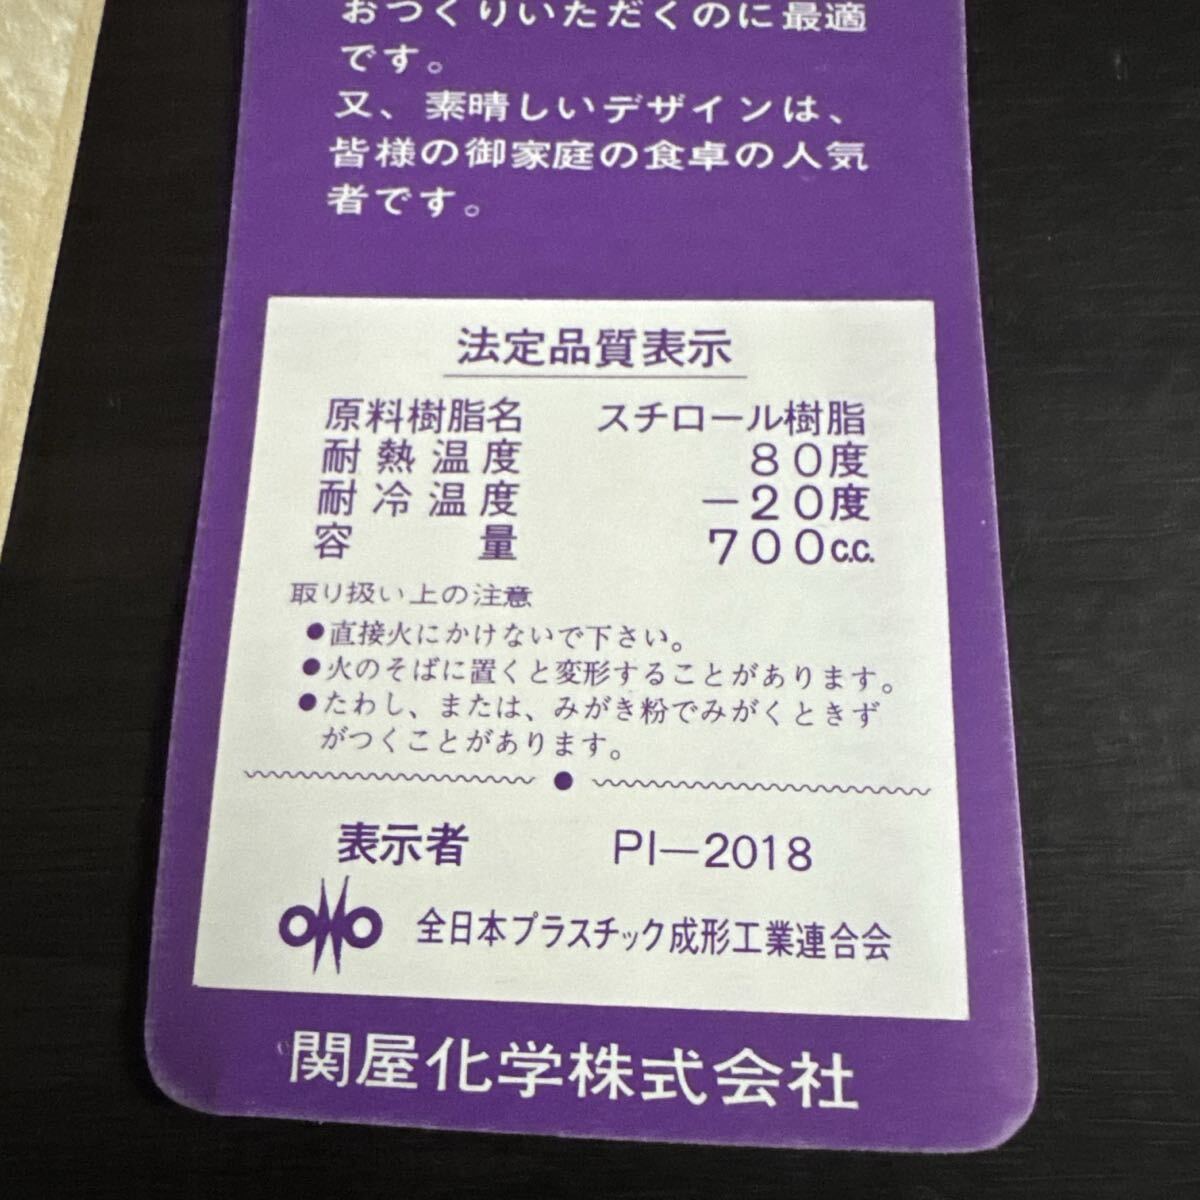 おつくりいただくのに最適
です。
又、素晴しいデザインは、
皆様の御家庭の食卓の人気
者です。
法定品質表示
原料樹脂名 スチロール樹脂
耐熱温度 80度
耐冷温度 −20度
容量 700c.c.
取り扱い上の注意
●直接火にかけないで下さい。
●火のそばに置くと変形することがあります。
●たわし、または、みがき粉でみがくときず
がつくことがあります。
表示者 PI−2018
全日本プラスチック成形工業連合会
関屋化学株式会社